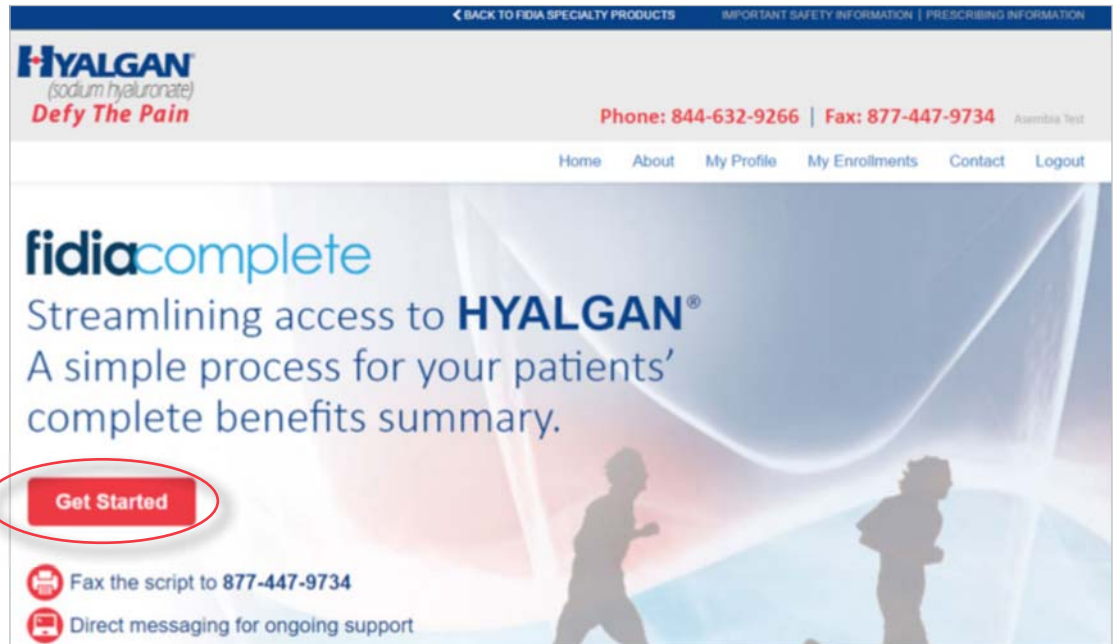 BACK TO FIDIA SPECIALTY PRODUCTS IMPORTANT SAFETY INFORMATION | PRESCRIBING INFORMATION
HYALGAN®
(sodium hyaluronate)
Defy The Pain
Phone: 844-632-9266 | Fax: 877-447-9734 Asembia Test
Home About My Profile My Enrollments Contact Logout
fidiacomplete
Streamlining access to HYALGAN®
A simple process for your patients’
complete benefits summary.
Get Started
Fax the script to 877-447-9734
Direct messaging for ongoing support